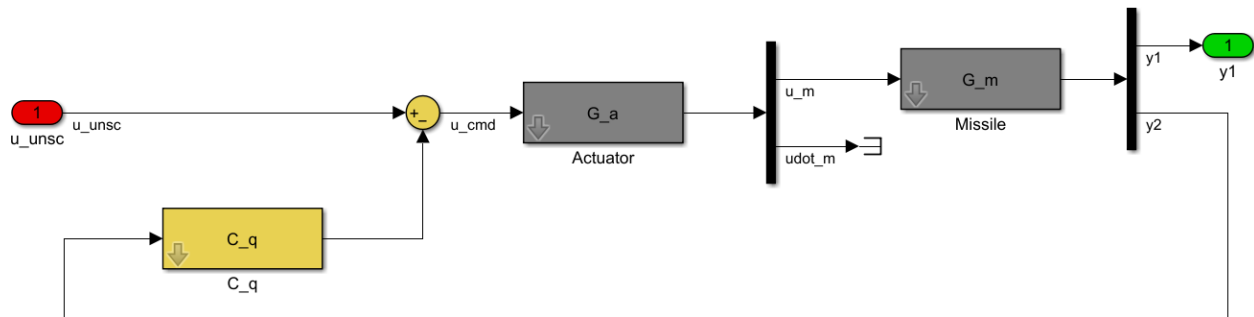 1
u_unsc
u_unsc
+
-
u_cmd
G_a
Actuator
u_m
udot_m
G_m
Missile
y1
y2
1
y1
C_q
C_q